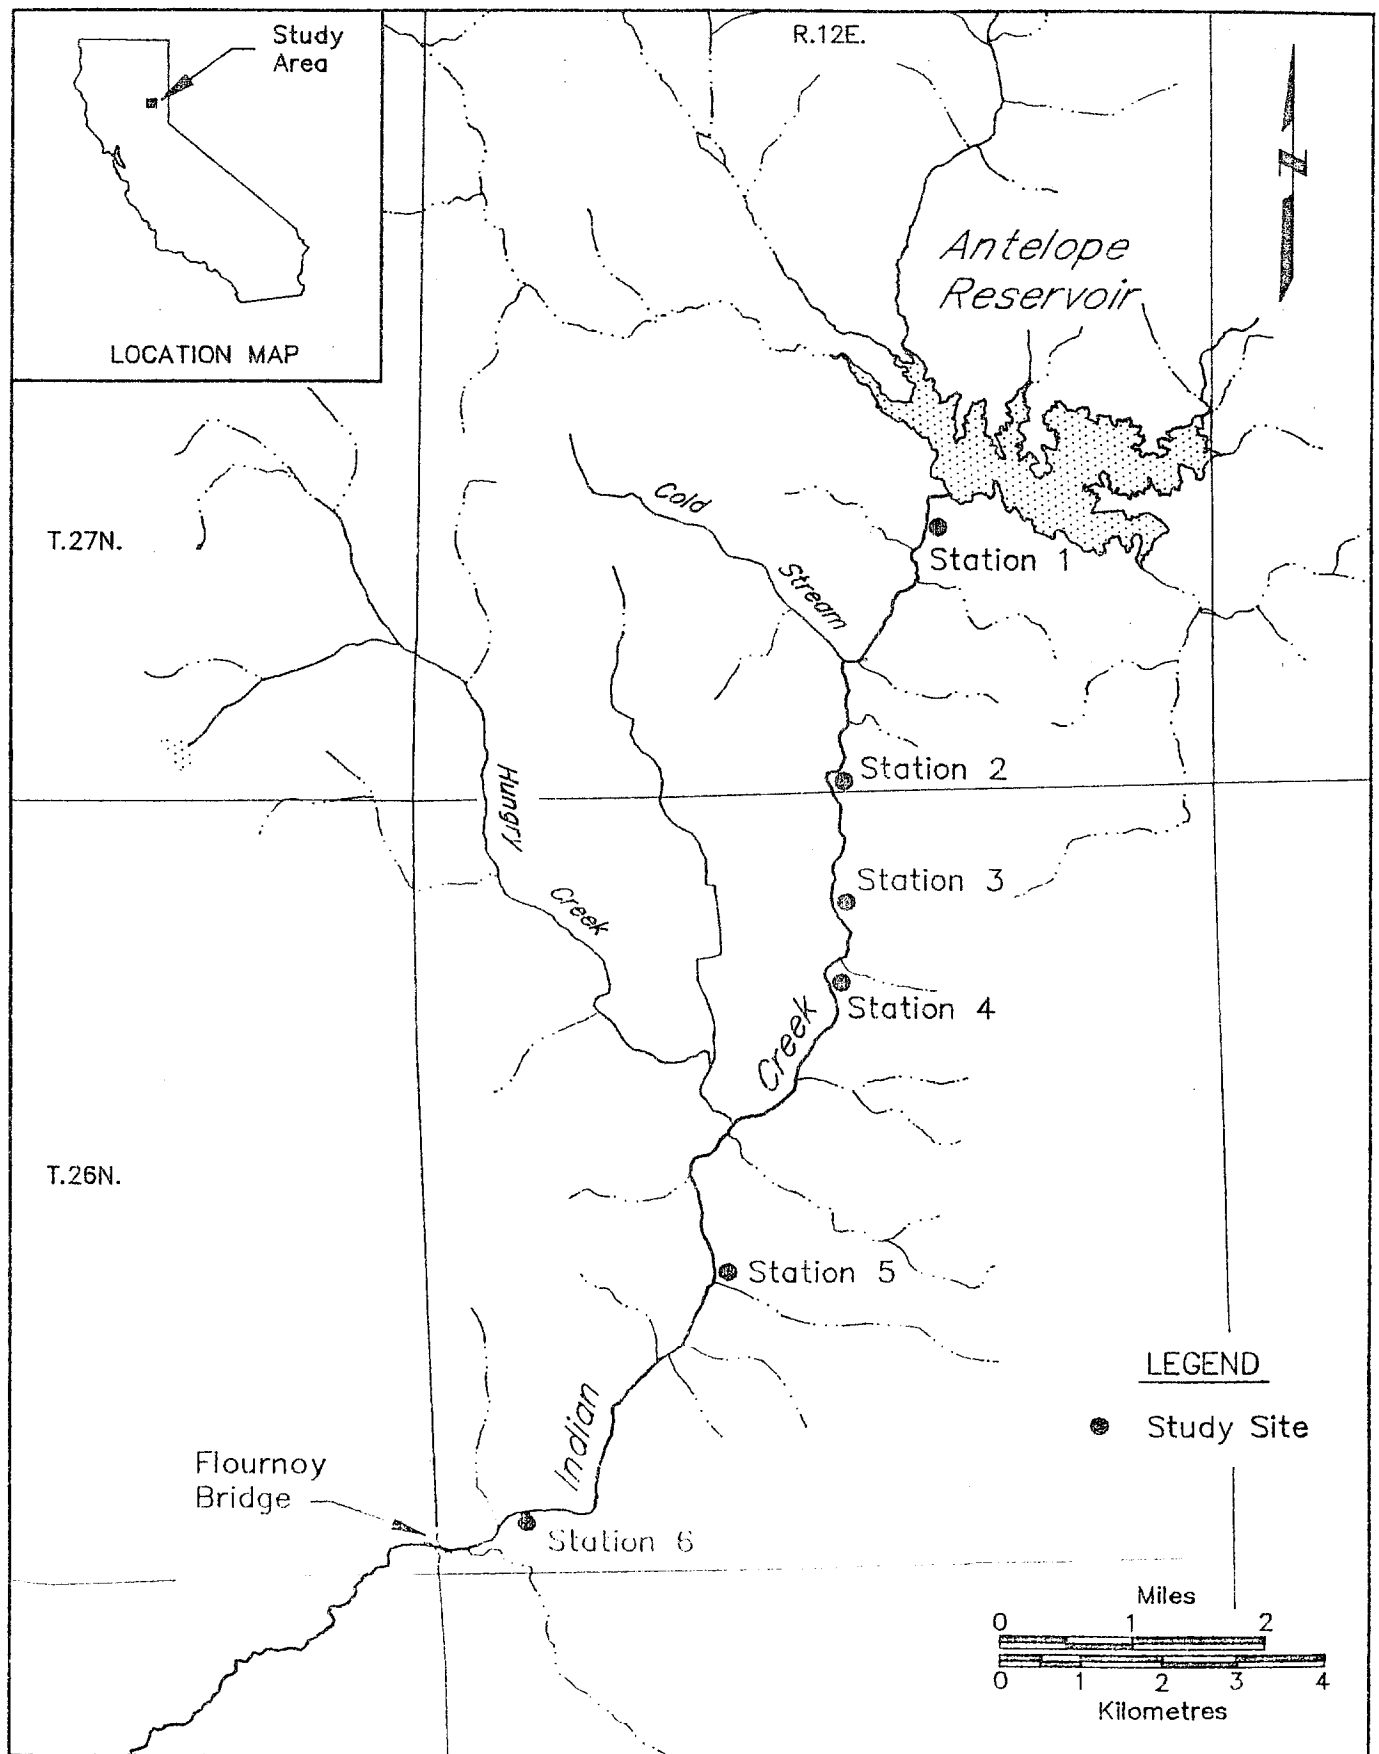 Study
Area
LOCATION MAP
R.12E.
N
Antelope
Reservoir
Cold
Stream
T.27N.
Station 1
Station 2
Hungry
Creek
Station 3
Station 4
Creek
T.26N.
Station 5
Indian
LEGEND
Study Site
Flournoy
Bridge
Station 6
Miles
0 1 2
0 1 2 3 4
Kilometres